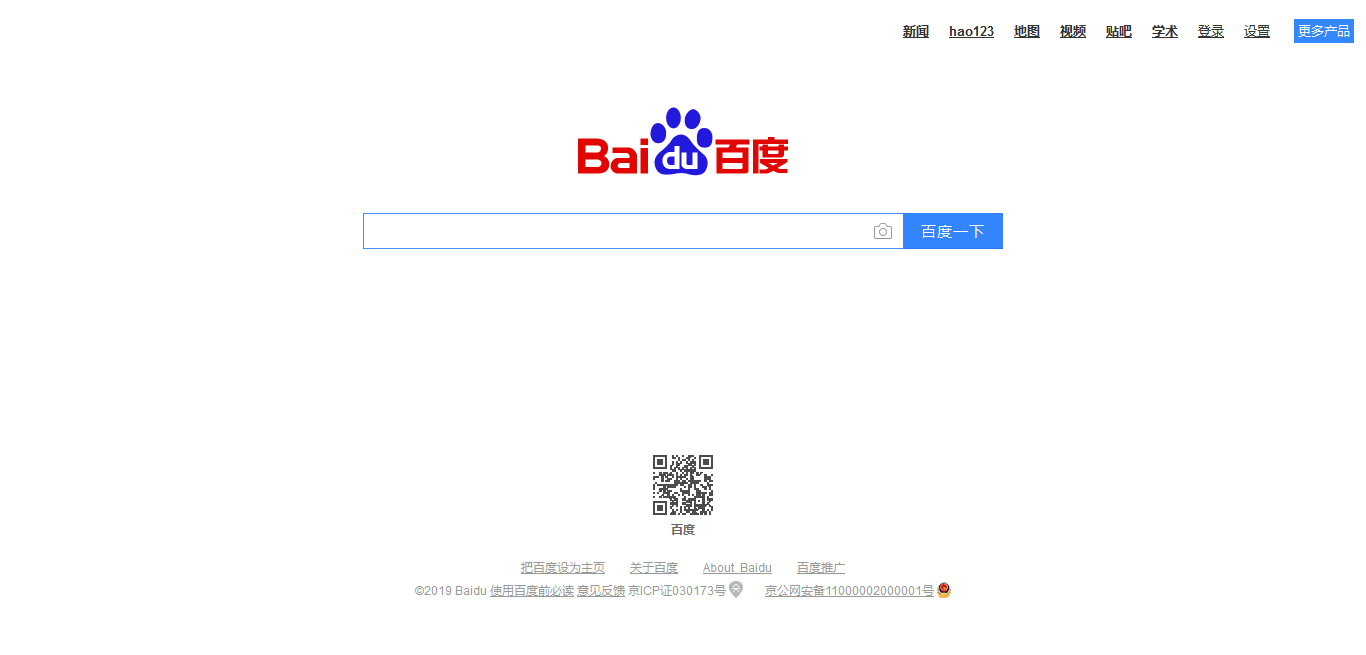 新闻 hao123 地图 视频 贴吧 学术 登录 设置 更多产品
Bai du 百度
百度一下
百度
把百度设为主页 关于百度 About Baidu 百度推广
©2019 Baidu 使用百度前必读 意见反馈 京ICP证030173号 京公网安备11000002000001号